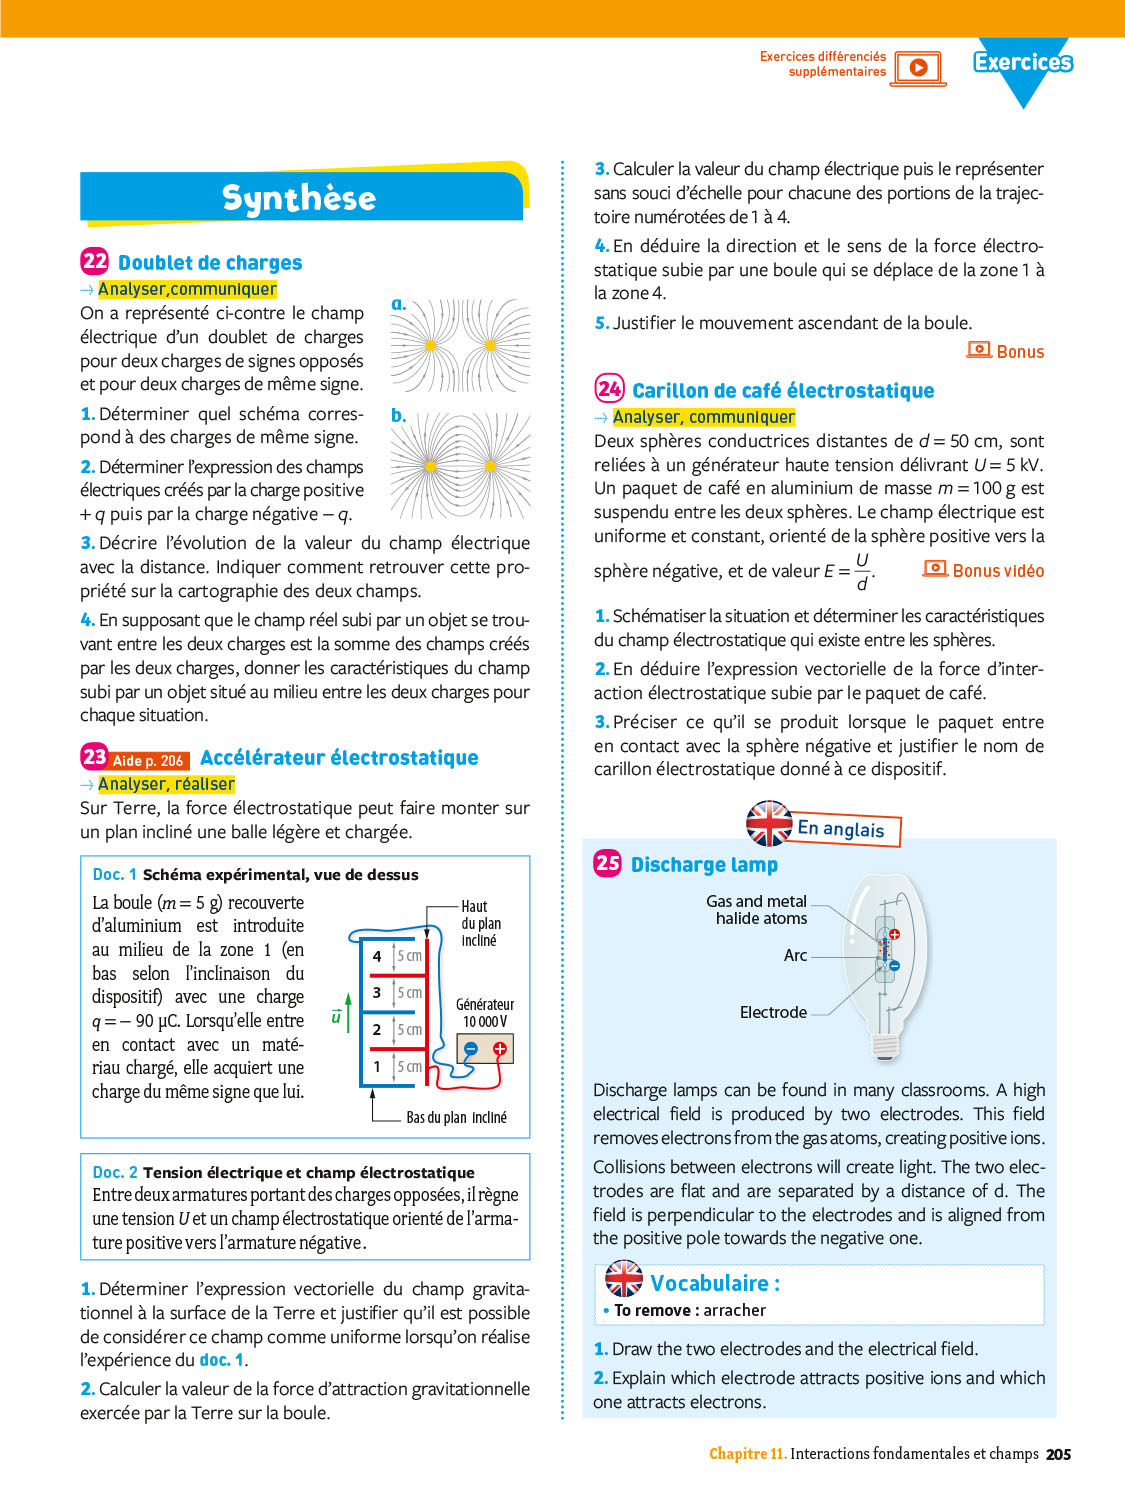 Exercices différenciés
supplémentaires
Exercices
Synthèse
22 Doublet de charges
→ Analyser,communiquer
On a représenté ci-contre le champ
électrique d'un doublet de charges
pour deux charges de signes opposés
et pour deux charges de même signe.
a.
b.
1. Déterminer quel schéma corres-
pond à des charges de même signe.
2. Déterminer l'expression des champs
électriques créés par la charge positive
+ q puis par la charge négative – q.
3. Décrire l'évolution de la valeur du champ électrique
avec la distance. Indiquer comment retrouver cette pro-
priété sur la cartographie des deux champs.
4. En supposant que le champ réel subi par un objet se trou-
vant entre les deux charges est la somme des champs créés
par les deux charges, donner les caractéristiques du champ
subi par un objet situé au milieu entre les deux charges pour
chaque situation.
23 Aide p. 206 Accélérateur électrostatique
→ Analyser, réaliser
Sur Terre, la force électrostatique peut faire monter sur
un plan incliné une balle légère et chargée.
Doc. 1 Schéma expérimental, vue de dessus
La boule (m = 5 g) recouverte
d'aluminium est introduite
au milieu de la zone 1 (en
bas selon l'inclinaison du
dispositif) avec une charge
q = – 90 µC. Lorsqu'elle entre
en contact avec un maté-
riau chargé, elle acquiert une
charge du même signe que lui.
Haut
du plan
incliné
4 5 cm
3 5 cm
2 5 cm
1 5 cm
u
Générateur
10 000 V
– +
Bas du plan incliné
Doc. 2 Tension électrique et champ électrostatique
Entre deux armatures portant des charges opposées, il règne
une tension U et un champ électrostatique orienté de l'arma-
ture positive vers l'armature négative.
1. Déterminer l'expression vectorielle du champ gravita-
tionnel à la surface de la Terre et justifier qu'il est possible
de considérer ce champ comme uniforme lorsqu'on réalise
l'expérience du doc. 1.
2. Calculer la valeur de la force d'attraction gravitationnelle
exercée par la Terre sur la boule.
3. Calculer la valeur du champ électrique puis le représenter
sans souci d'échelle pour chacune des portions de la trajec-
toire numérotées de 1 à 4.
4. En déduire la direction et le sens de la force électro-
statique subie par une boule qui se déplace de la zone 1 à
la zone 4.
5. Justifier le mouvement ascendant de la boule.
Bonus
24 Carillon de café électrostatique
→ Analyser, communiquer
Deux sphères conductrices distantes de d = 50 cm, sont
reliées à un générateur haute tension délivrant U = 5 kV.
Un paquet de café en aluminium de masse m = 100 g est
suspendu entre les deux sphères. Le champ électrique est
uniforme et constant, orienté de la sphère positive vers la
sphère négative, et de valeur E = U/d. Bonus vidéo
1. Schématiser la situation et déterminer les caractéristiques
du champ électrostatique qui existe entre les sphères.
2. En déduire l'expression vectorielle de la force d'inter-
action électrostatique subie par le paquet de café.
3. Préciser ce qu'il se produit lorsque le paquet entre
en contact avec la sphère négative et justifier le nom de
carillon électrostatique donné à ce dispositif.
En anglais
25 Discharge lamp
Gas and metal
halide atoms
Arc
Electrode
+
–
Discharge lamps can be found in many classrooms. A high
electrical field is produced by two electrodes. This field
removes electrons from the gas atoms, creating positive ions.
Collisions between electrons will create light. The two elec-
trodes are flat and are separated by a distance of d. The
field is perpendicular to the electrodes and is aligned from
the positive pole towards the negative one.
Vocabulaire :
• To remove : arracher
1. Draw the two electrodes and the electrical field.
2. Explain which electrode attracts positive ions and which
one attracts electrons.
Chapitre 11. Interactions fondamentales et champs 205